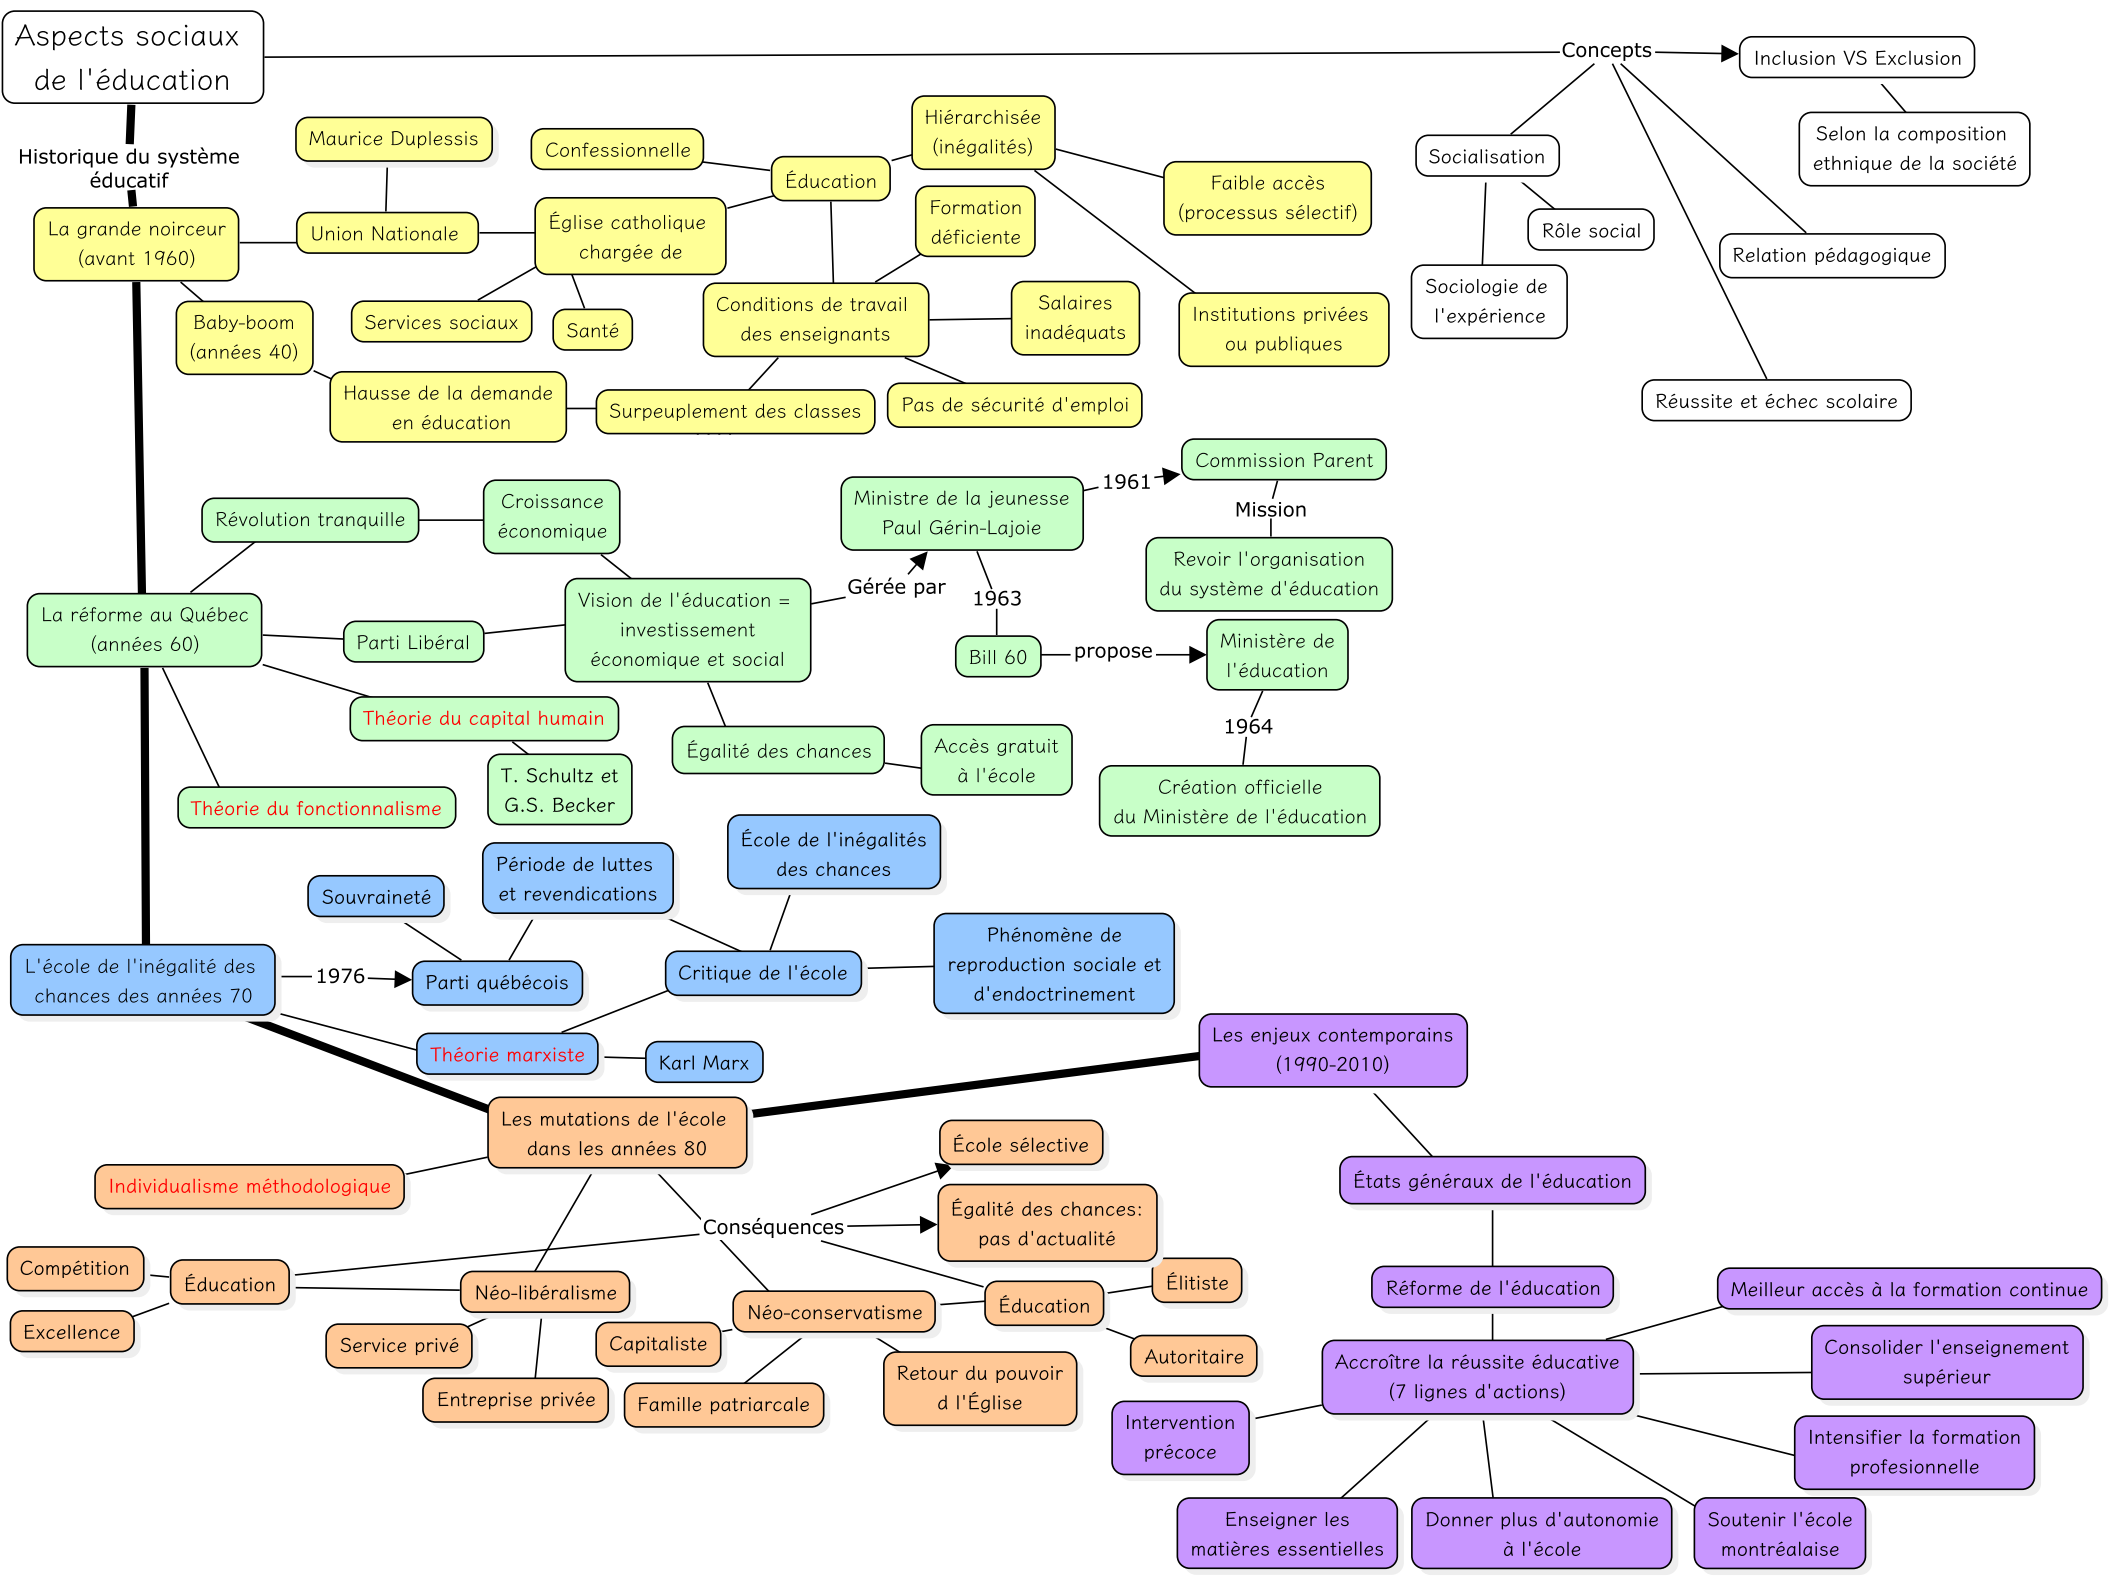 Aspects sociaux
de l'éducation
Concepts
Inclusion VS Exclusion
Selon la composition
ethnique de la société
Socialisation
Rôle social
Sociologie de
l'expérience
Relation pédagogique
Réussite et échec scolaire
Historique du système
éducatif
La grande noirceur
(avant 1960)
Maurice Duplessis
Union Nationale
Confessionnelle
Éducation
Hiérarchisée
(inégalités)
Faible accès
(processus sélectif)
Église catholique
chargée de
Formation
déficiente
Services sociaux
Santé
Conditions de travail
des enseignants
Salaires
inadéquats
Institutions privées
ou publiques
Baby-boom
(années 40)
Hausse de la demande
en éducation
Surpeuplement des classes
Pas de sécurité d'emploi
La réforme au Québec
(années 60)
Révolution tranquille
Croissance
économique
Parti Libéral
Vision de l'éducation =
investissement
économique et social
Gérée par
Ministre de la jeunesse
Paul Gérin-Lajoie
1961
Commission Parent
Mission
Revoir l'organisation
du système d'éducation
1963
Bill 60
propose
Ministère de
l'éducation
1964
Création officielle
du Ministère de l'éducation
Théorie du capital humain
T. Schultz et
G.S. Becker
Égalité des chances
Accès gratuit
à l'école
Théorie du fonctionnalisme
L'école de l'inégalité des
chances des années 70
1976
Souvraineté
Parti québécois
Période de luttes
et revendications
École de l'inégalités
des chances
Critique de l'école
Phénomène de
reproduction sociale et
d'endoctrinement
Théorie marxiste
Karl Marx
Les mutations de l'école
dans les années 80
Individualisme méthodologique
Conséquences
École sélective
Égalité des chances:
pas d'actualité
Compétition
Éducation
Excellence
Néo-libéralisme
Service privé
Entreprise privée
Néo-conservatisme
Capitaliste
Famille patriarcale
Retour du pouvoir
d l'Église
Éducation
Élitiste
Autoritaire
Les enjeux contemporains
(1990-2010)
États généraux de l'éducation
Réforme de l'éducation
Accroître la réussite éducative
(7 lignes d'actions)
Meilleur accès à la formation continue
Consolider l'enseignement
supérieur
Intensifier la formation
profesionnelle
Intervention
précoce
Enseigner les
matières essentielles
Donner plus d'autonomie
à l'école
Soutenir l'école
montréalaise